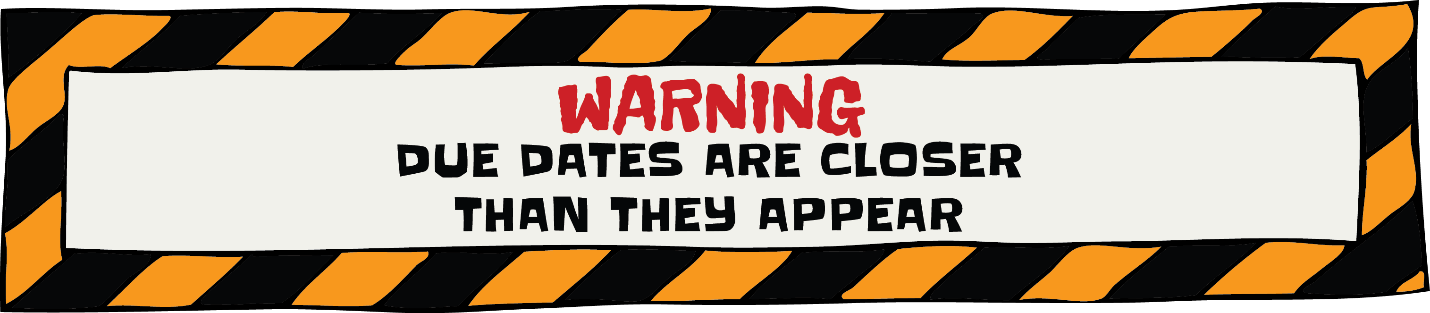 WARNING
DUE DATES ARE CLOSER
THAN THEY APPEAR